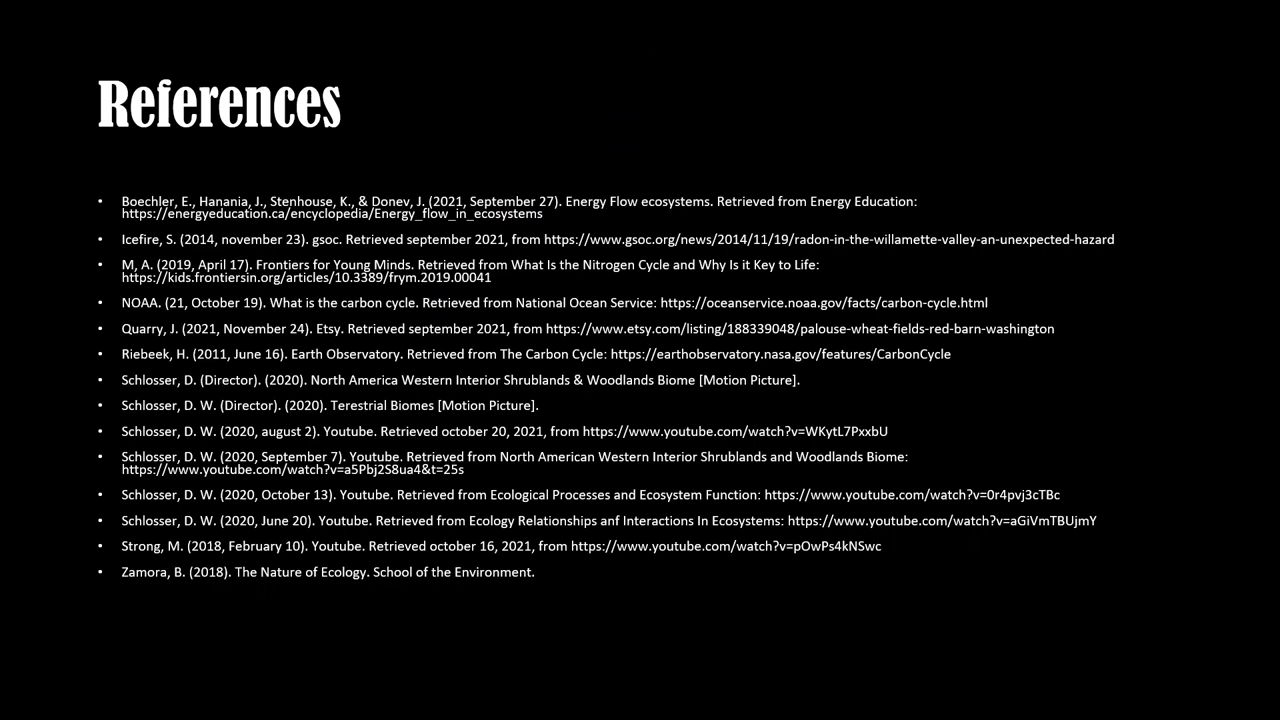 References
• Boechler, E., Hanania, J., Stenhouse, K., & Donev, J. (2021, September 27). Energy Flow ecosystems. Retrieved from Energy Education:
https://energyeducation.ca/encyclopedia/Energy_flow_in_ecosystems
• Icefire, S. (2014, november 23). gsoc. Retrieved september 2021, from https://www.gsoc.org/news/2014/11/19/radon-in-the-willamette-valley-an-unexpected-hazard
• M, A. (2019, April 17). Frontiers for Young Minds. Retrieved from What Is the Nitrogen Cycle and Why Is it Key to Life:
https://kids.frontiersin.org/articles/10.3389/frym.2019.00041
• NOAA. (21, October 19). What is the carbon cycle. Retrieved from National Ocean Service: https://oceanservice.noaa.gov/facts/carbon-cycle.html
• Quarry, J. (2021, November 24). Etsy. Retrieved september 2021, from https://www.etsy.com/listing/188339048/palouse-wheat-fields-red-barn-washington
• Riebeek, H. (2011, June 16). Earth Observatory. Retrieved from The Carbon Cycle: https://earthobservatory.nasa.gov/features/CarbonCycle
• Schlosser, D. (Director). (2020). North America Western Interior Shrublands & Woodlands Biome [Motion Picture].
• Schlosser, D. W. (Director). (2020). Terestrial Biomes [Motion Picture].
• Schlosser, D. W. (2020, august 2). Youtube. Retrieved october 20, 2021, from https://www.youtube.com/watch?v=WKytL7PxxbU
• Schlosser, D. W. (2020, September 7). Youtube. Retrieved from North American Western Interior Shrublands and Woodlands Biome:
https://www.youtube.com/watch?v=a5Pbj2S8ua4&t=25s
• Schlosser, D. W. (2020, October 13). Youtube. Retrieved from Ecological Processes and Ecosystem Function: https://www.youtube.com/watch?v=0r4pvj3cTBc
• Schlosser, D. W. (2020, June 20). Youtube. Retrieved from Ecology Relationships anf Interactions In Ecosystems: https://www.youtube.com/watch?v=aGiVmTBUjmY
• Strong, M. (2018, February 10). Youtube. Retrieved october 16, 2021, from https://www.youtube.com/watch?v=pOwPs4kNSwc
• Zamora, B. (2018). The Nature of Ecology. School of the Environment.